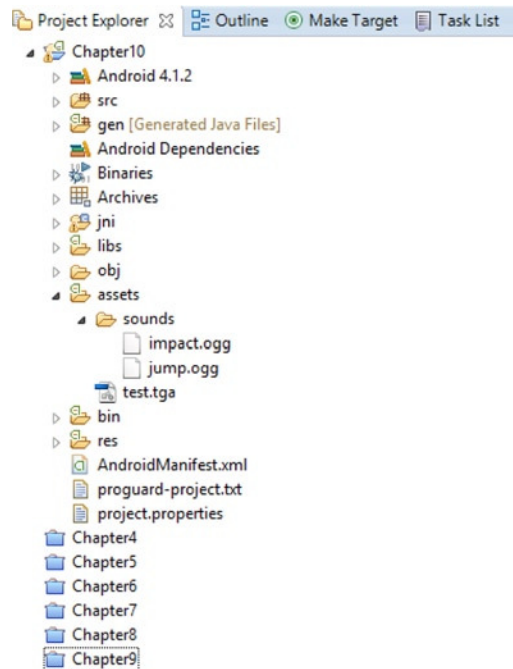 Project Explorer Outline Make Target Task List
Chapter10
Android 4.1.2
src
gen [Generated Java Files]
Android Dependencies
Binaries
Archives
jni
libs
obj
assets
sounds
impact.ogg
jump.ogg
test.tga
bin
res
AndroidManifest.xml
proguard-project.txt
project.properties
Chapter4
Chapter5
Chapter6
Chapter7
Chapter8
Chapter9